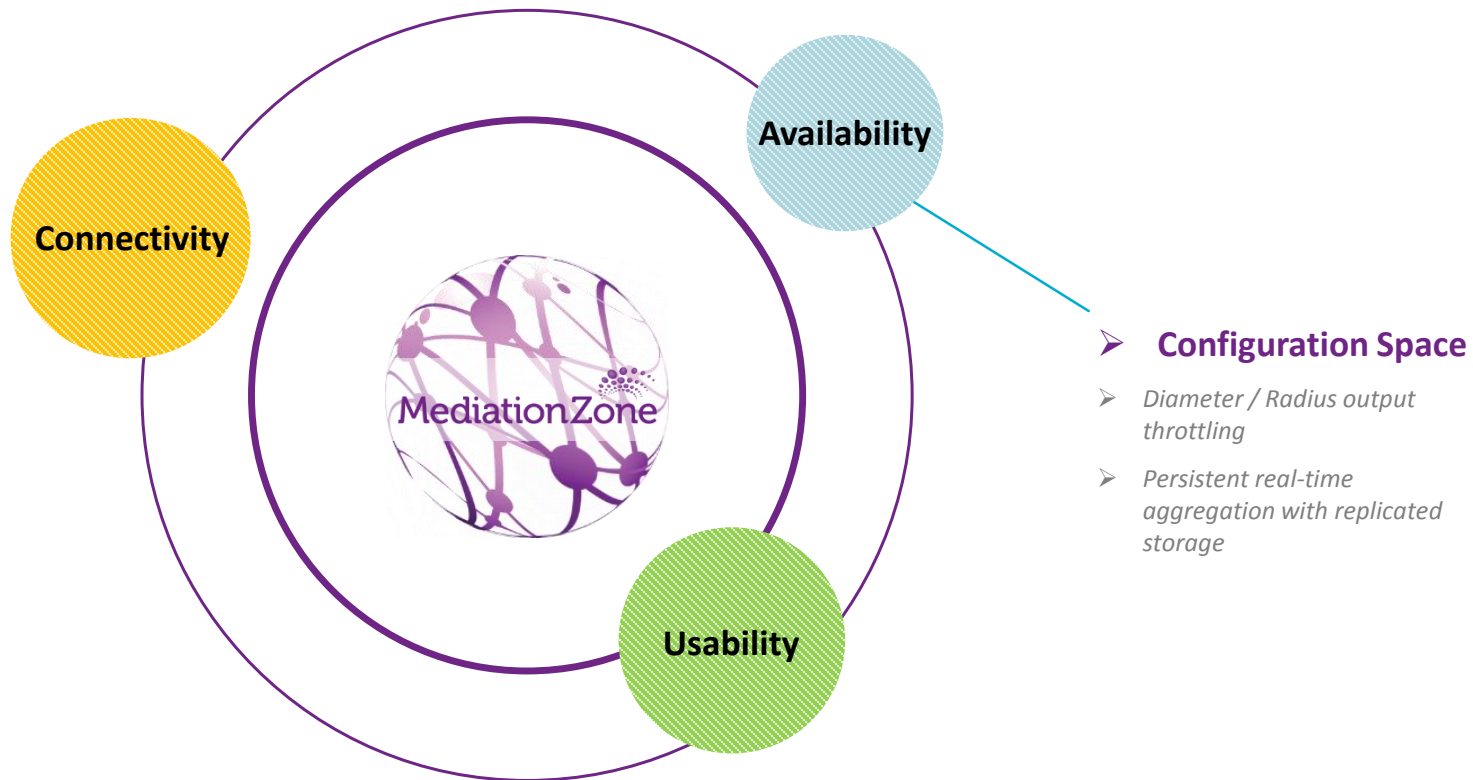 Availability
Connectivity
MediationZone
Usability
➢ Configuration Space
➢ Diameter / Radius output
throttling
➢ Persistent real-time
aggregation with replicated
storage